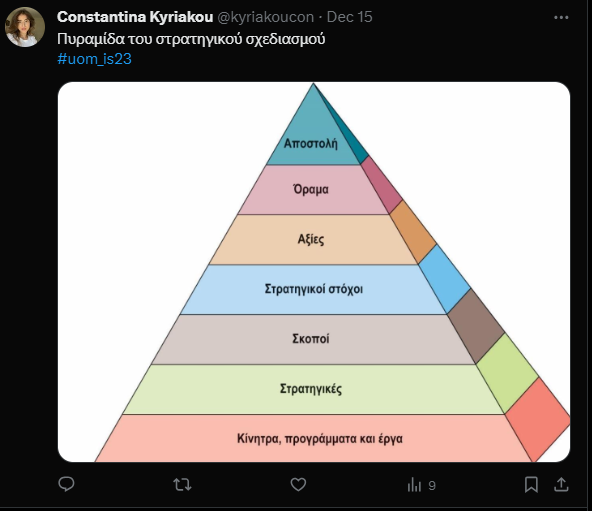 Constantina Kyriakou @kyriakoucon · Dec 15
Πυραμίδα του στρατηγικού σχεδιασμού
#uom_is23
Αποστολή
Όραμα
Αξίες
Στρατηγικοί στόχοι
Σκοποί
Στρατηγικές
Κίνητρα, προγράμματα και έργα
9